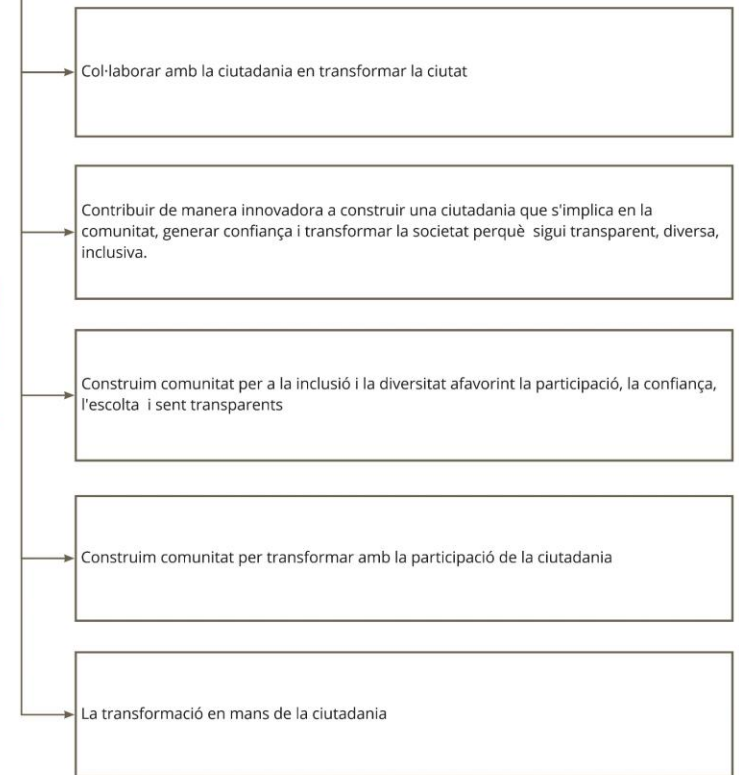 Col·laborar amb la ciutadania en transformar la ciutat
Contribuir de manera innovadora a construir una ciutadania que s'implica en la
comunitat, generar confiança i transformar la societat perquè  sigui transparent, diversa,
inclusiva.
Construim comunitat per a la inclusió i la diversitat afavorint la participació, la confiança,
l'escolta  i sent transparents
Construim comunitat per transformar amb la participació de la ciutadania
La transformació en mans de la ciutadania